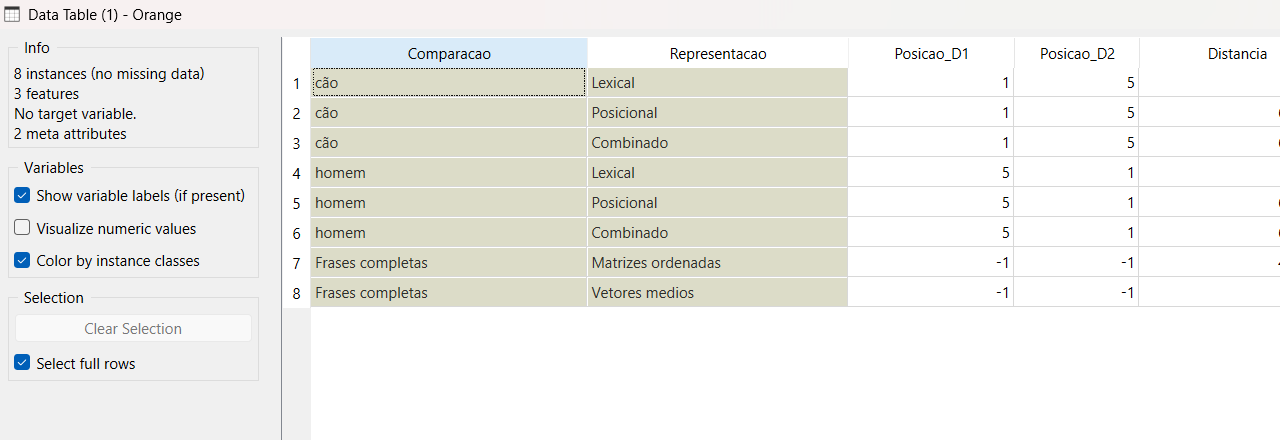 Data Table (1) - Orange
Info
8 instances (no missing data)
3 features
No target variable.
2 meta attributes
Variables
Show variable labels (if present)
Visualize numeric values
Color by instance classes
Selection
Clear Selection
Select full rows
Comparacao Representacao Posicao_D1 Posicao_D2 Distancia
1 cão Lexical 1 5
2 cão Posicional 1 5
3 cão Combinado 1 5
4 homem Lexical 5 1
5 homem Posicional 5 1
6 homem Combinado 5 1
7 Frases completas Matrizes ordenadas -1 -1
8 Frases completas Vetores medios -1 -1